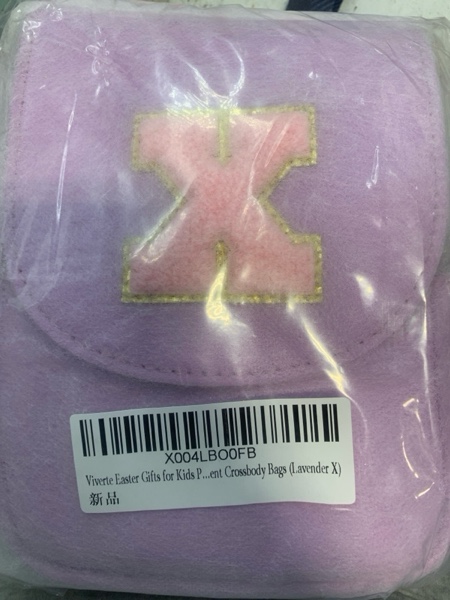 X
X004LBO0FB
Viverte Easter Gifts for Kids P...ent Crossbody Bags (Lavender X)
新品